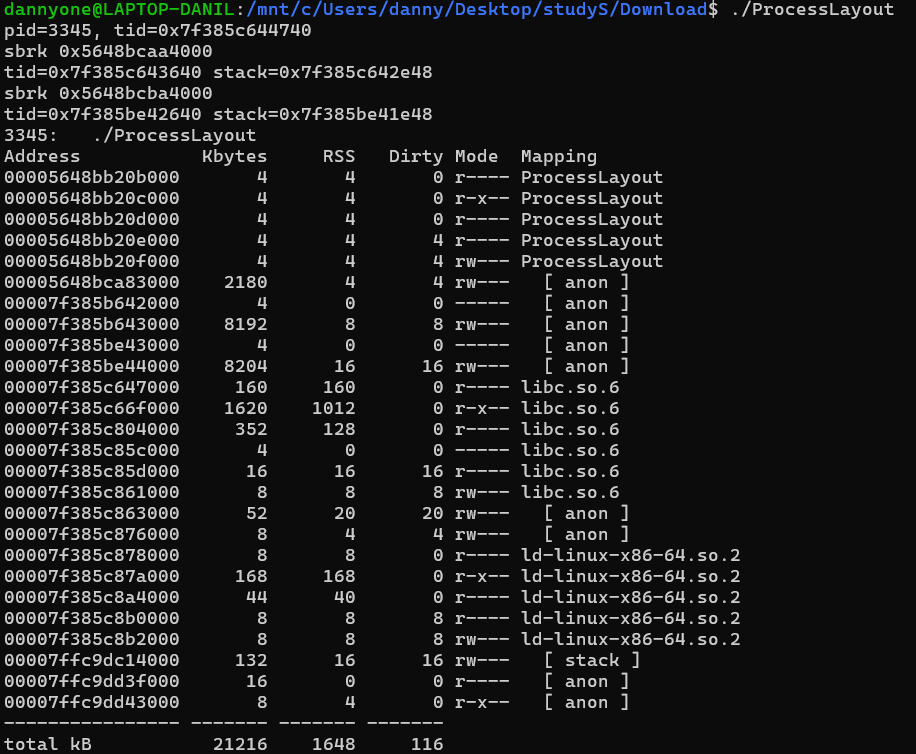 dannyone@LAPTOP-DANIL:/mnt/c/Users/danny/Desktop/studyS/Download$ ./ProcessLayout
pid=3345, tid=0x7f385c644740
sbrk 0x5648bcaa4000
tid=0x7f385c643640 stack=0x7f385c642e48
sbrk 0x5648bcba4000
tid=0x7f385be42640 stack=0x7f385be41e48
3345:   ./ProcessLayout
Address           Kbytes     RSS   Dirty Mode  Mapping
00005648bb20b000       4       4       0 r---- ProcessLayout
00005648bb20c000       4       4       0 r-x-- ProcessLayout
00005648bb20d000       4       4       0 r---- ProcessLayout
00005648bb20e000       4       4       4 r---- ProcessLayout
00005648bb20f000       4       4       4 rw--- ProcessLayout
00005648bca83000    2180       4       4 rw---   [ anon ]
00007f385b642000       4       0       0 -----   [ anon ]
00007f385b643000    8192       8       8 rw---   [ anon ]
00007f385be43000       4       0       0 -----   [ anon ]
00007f385be44000    8204      16      16 rw---   [ anon ]
00007f385c647000     160     160       0 r---- libc.so.6
00007f385c66f000    1620    1012       0 r-x-- libc.so.6
00007f385c804000     352     128       0 r---- libc.so.6
00007f385c85c000       4       0       0 ----- libc.so.6
00007f385c85d000      16      16      16 r---- libc.so.6
00007f385c861000       8       8       8 rw--- libc.so.6
00007f385c863000      52      20      20 rw---   [ anon ]
00007f385c876000       8       4       4 rw---   [ anon ]
00007f385c878000       8       8       0 r---- ld-linux-x86-64.so.2
00007f385c87a000     168     168       0 r-x-- ld-linux-x86-64.so.2
00007f385c8a4000      44      40       0 r---- ld-linux-x86-64.so.2
00007f385c8b0000       8       8       8 r---- ld-linux-x86-64.so.2
00007f385c8b2000       8       8       8 rw--- ld-linux-x86-64.so.2
00007ffc9dc14000     132      16      16 rw---   [ stack ]
00007ffc9dd3f000      16       0       0 r----   [ anon ]
00007ffc9dd43000       8       4       0 r-x--   [ anon ]
---------------- ------- ------- -------
total kB           21216    1648     116